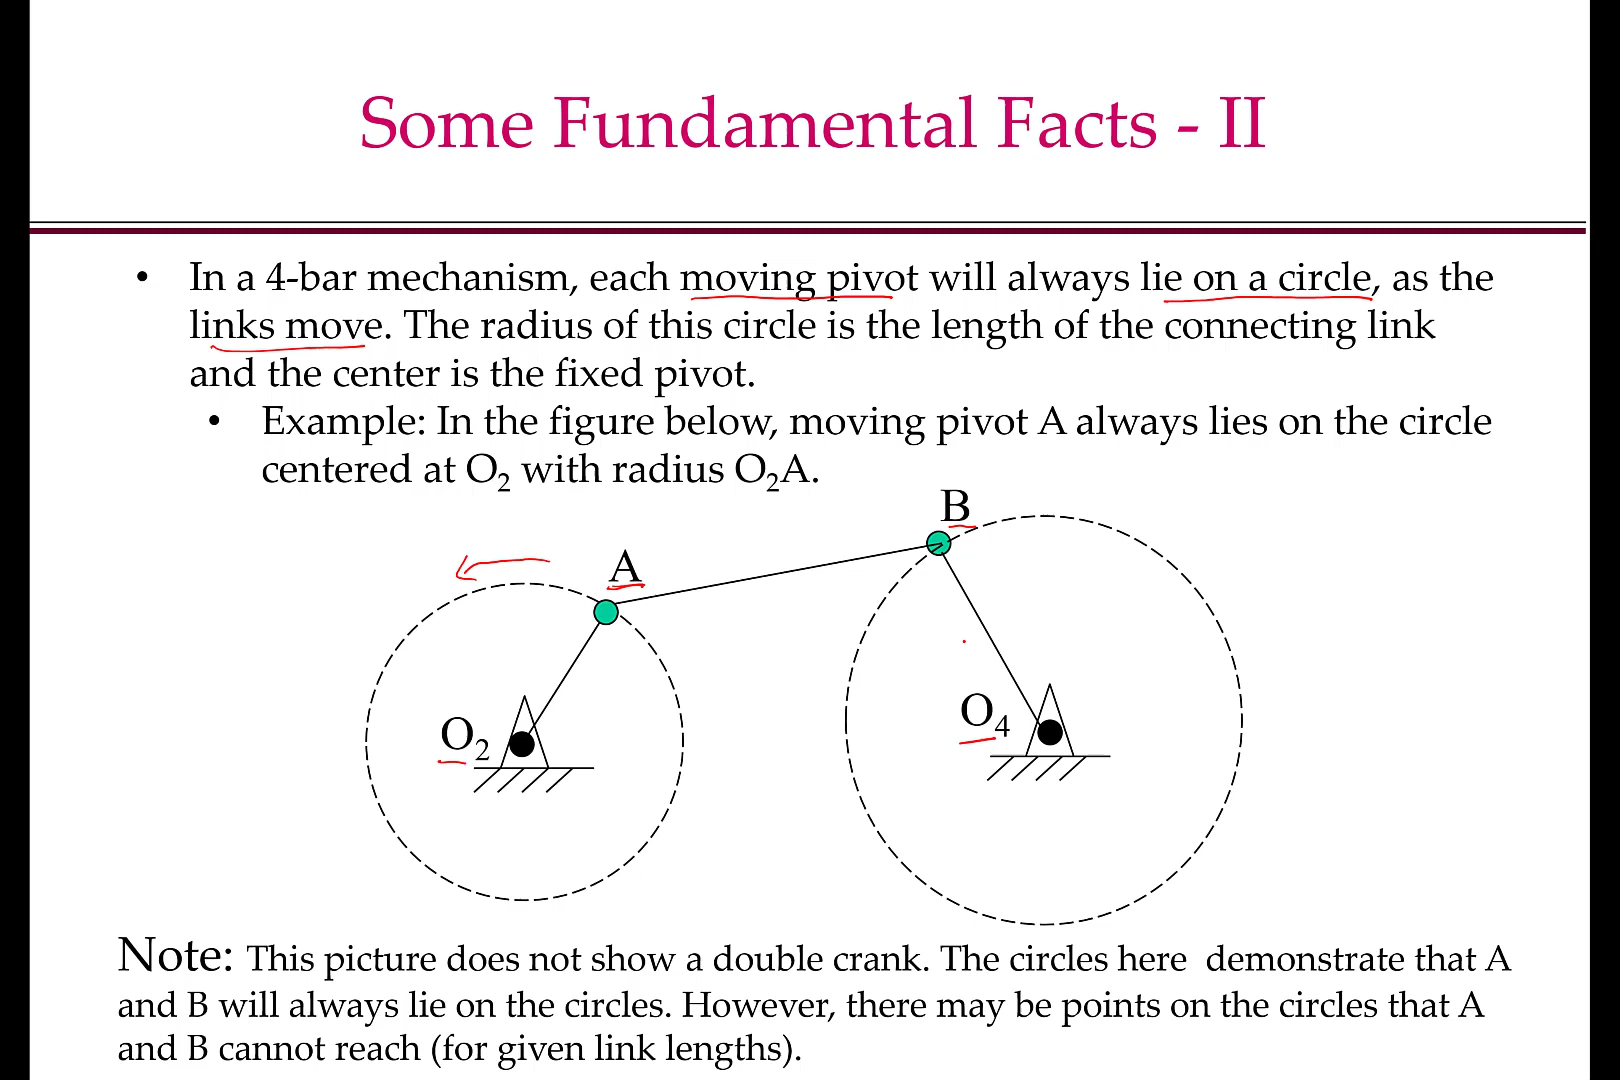 Some Fundamental Facts - II
• In a 4-bar mechanism, each moving pivot will always lie on a circle, as the
links move. The radius of this circle is the length of the connecting link
and the center is the fixed pivot.
• Example: In the figure below, moving pivot A always lies on the circle
centered at O₂ with radius O₂A.
B
A
O₄
O₂
Note: This picture does not show a double crank. The circles here demonstrate that A
and B will always lie on the circles. However, there may be points on the circles that A
and B cannot reach (for given link lengths).